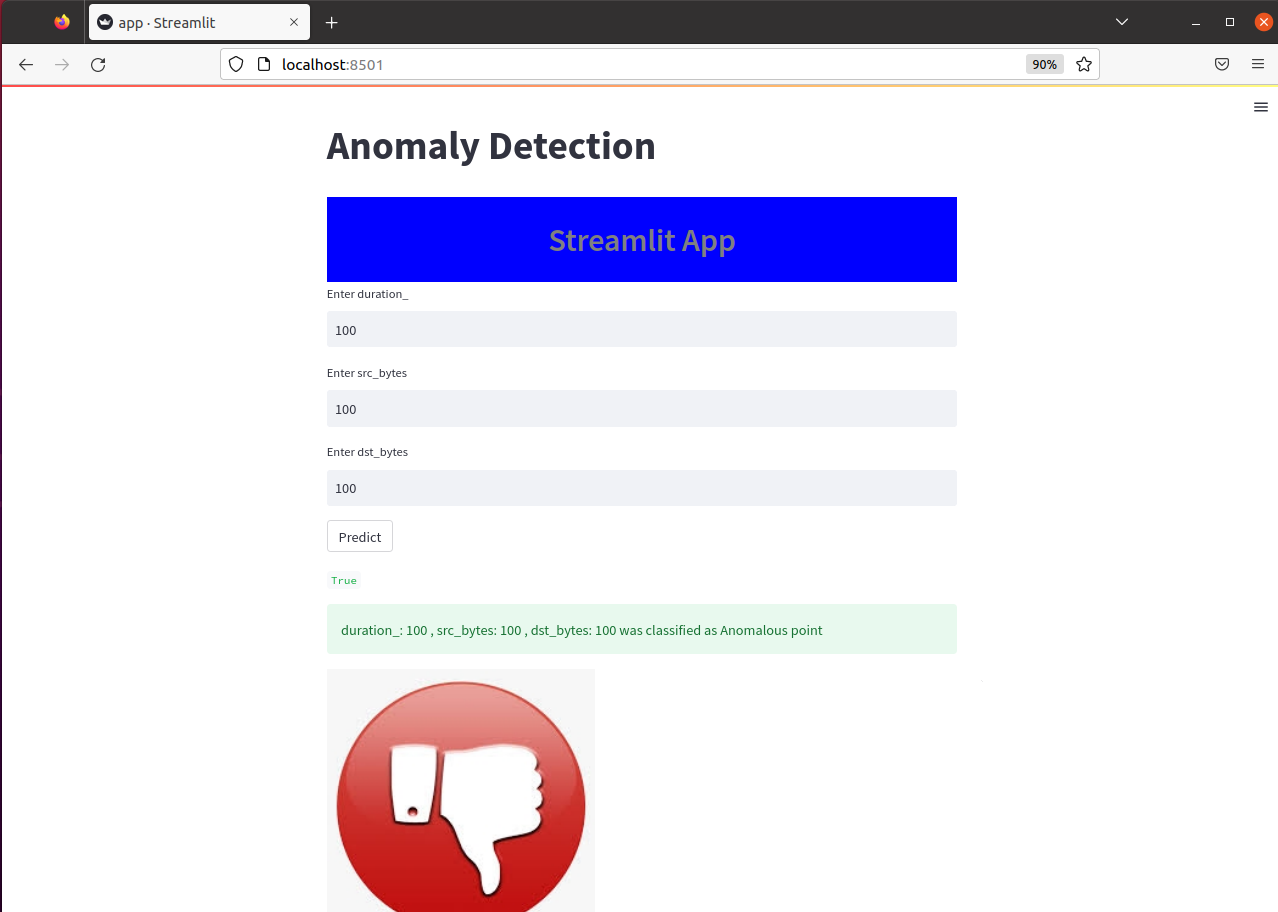 app · Streamlit
localhost:8501
90%
Anomaly Detection
Streamlit App
Enter duration_
100
Enter src_bytes
100
Enter dst_bytes
100
Predict
True
duration_: 100 , src_bytes: 100 , dst_bytes: 100 was classified as Anomalous point